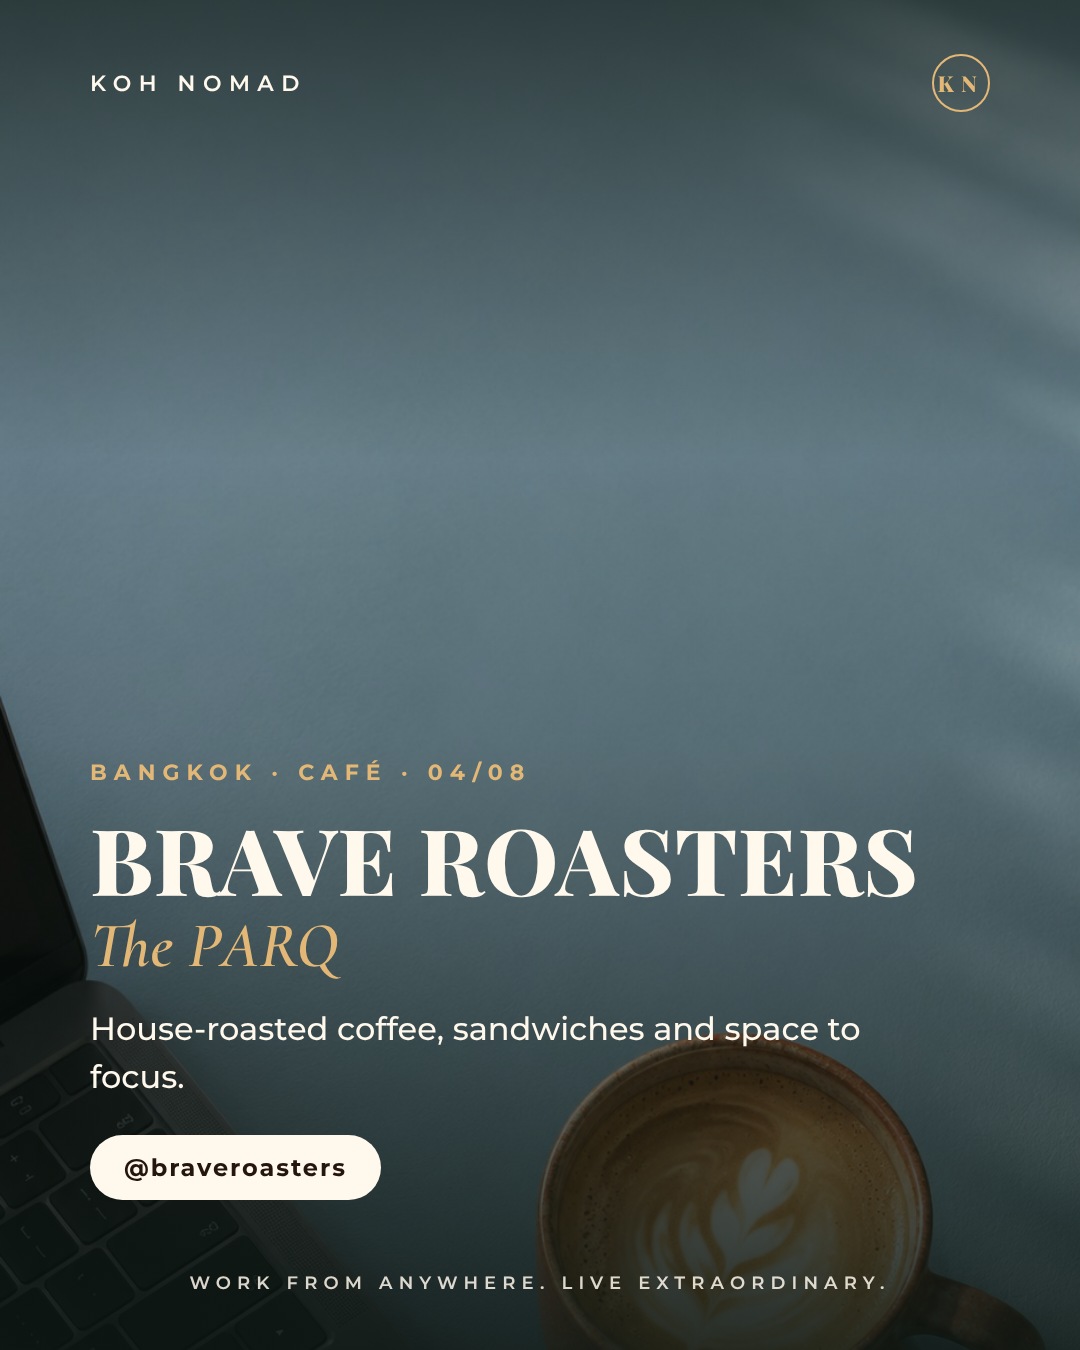 KOH NOMAD
KN
BANGKOK · CAFÉ · 04/08
BRAVE ROASTERS
The PARQ
House-roasted coffee, sandwiches and space to
focus.
@braveroasters
WORK FROM ANYWHERE. LIVE EXTRAORDINARY.